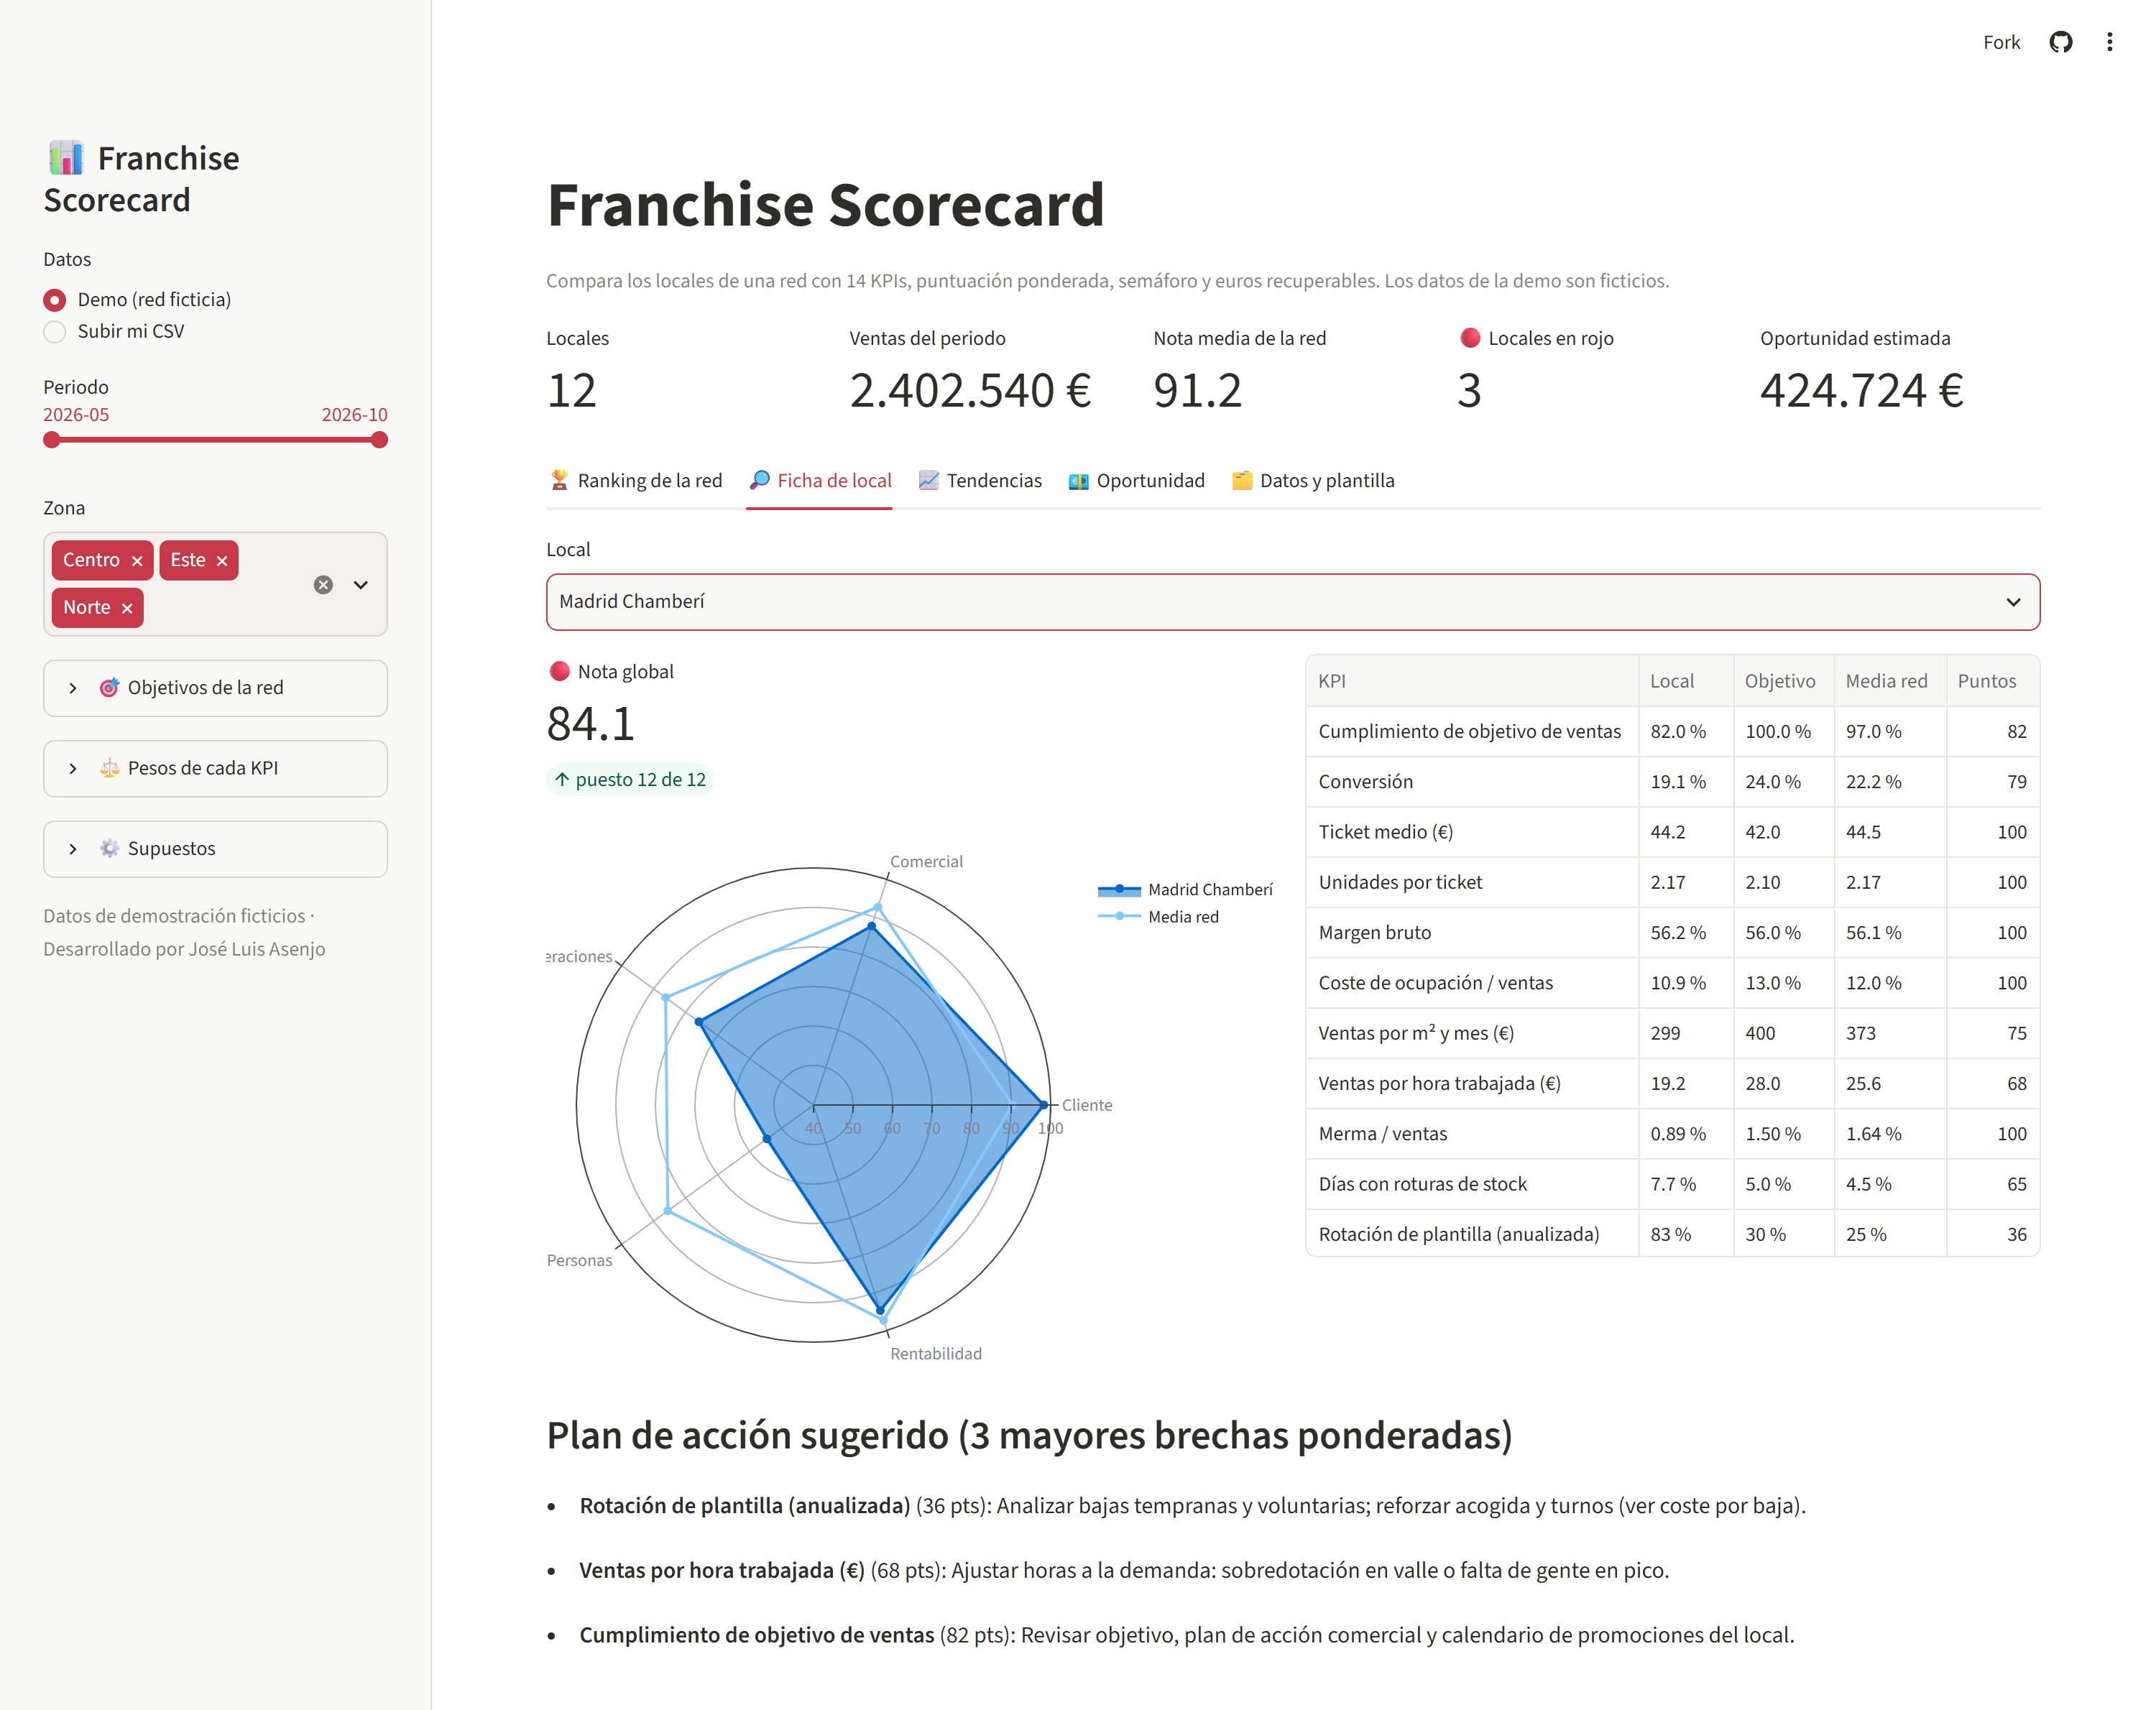 Fork
Franchise
Scorecard
Datos
Demo (red ficticia)
Subir mi CSV
Periodo
2026-05 2026-10
Zona
Centro Este
Norte
Objetivos de la red
Pesos de cada KPI
Supuestos
Datos de demostración ficticios ·
Desarrollado por José Luis Asenjo
Franchise Scorecard
Compara los locales de una red con 14 KPIs, puntuación ponderada, semáforo y euros recuperables. Los datos de la demo son ficticios.
Locales Ventas del periodo Nota media de la red Locales en rojo Oportunidad estimada
12 2.402.540 € 91.2 3 424.724 €
Ranking de la red Ficha de local Tendencias Oportunidad Datos y plantilla
Local
Madrid Chamberí
Nota global
84.1
↑ puesto 12 de 12
Comercial
Madrid Chamberí
Media red
eraciones
Cliente
40 50 60 70 80 90 100
Personas
Rentabilidad
KPI Local Objetivo Media red Puntos
Cumplimiento de objetivo de ventas 82.0 % 100.0 % 97.0 % 82
Conversión 19.1 % 24.0 % 22.2 % 79
Ticket medio (€) 44.2 42.0 44.5 100
Unidades por ticket 2.17 2.10 2.17 100
Margen bruto 56.2 % 56.0 % 56.1 % 100
Coste de ocupación / ventas 10.9 % 13.0 % 12.0 % 100
Ventas por m² y mes (€) 299 400 373 75
Ventas por hora trabajada (€) 19.2 28.0 25.6 68
Merma / ventas 0.89 % 1.50 % 1.64 % 100
Días con roturas de stock 7.7 % 5.0 % 4.5 % 65
Rotación de plantilla (anualizada) 83 % 30 % 25 % 36
Plan de acción sugerido (3 mayores brechas ponderadas)
• Rotación de plantilla (anualizada) (36 pts): Analizar bajas tempranas y voluntarias; reforzar acogida y turnos (ver coste por baja).
• Ventas por hora trabajada (€) (68 pts): Ajustar horas a la demanda: sobredotación en valle o falta de gente en pico.
• Cumplimiento de objetivo de ventas (82 pts): Revisar objetivo, plan de acción comercial y calendario de promociones del local.